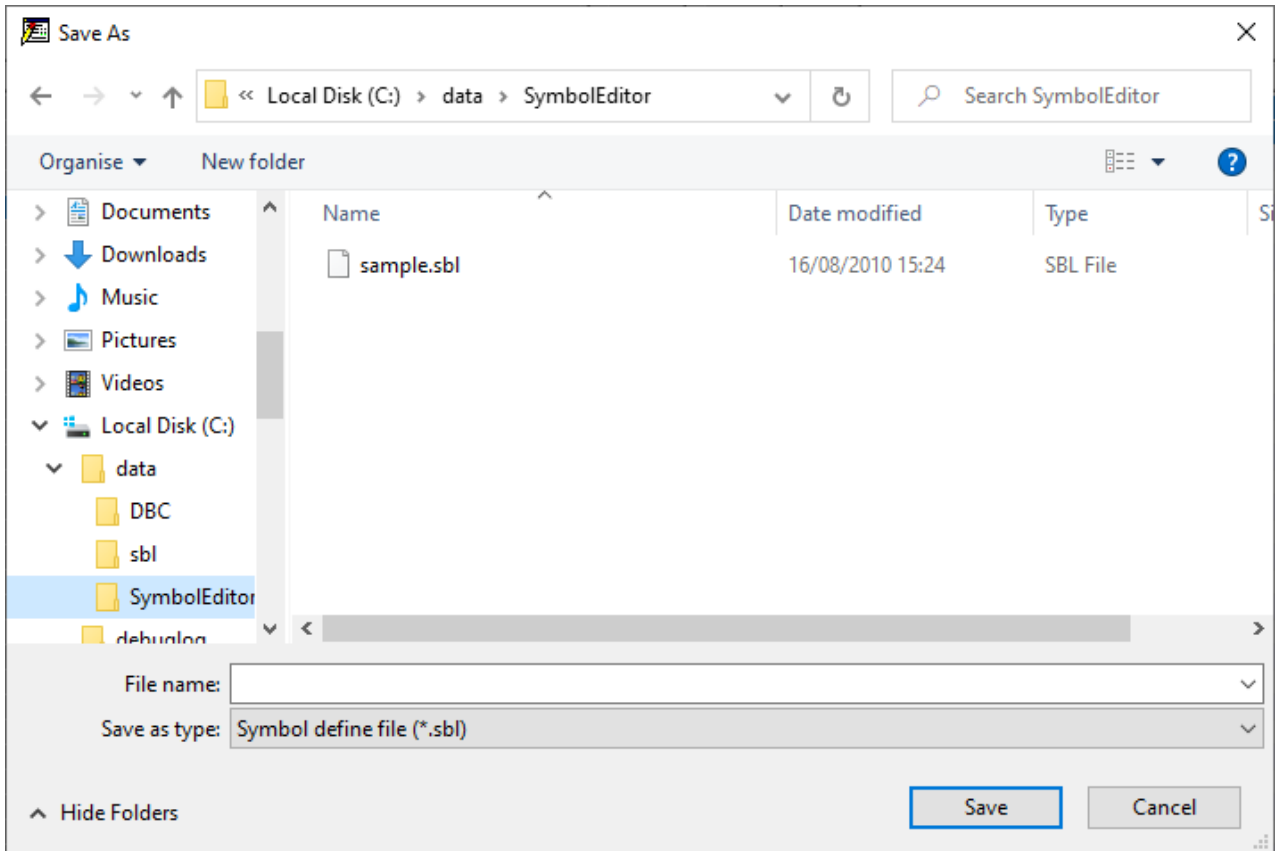 Save As
« Local Disk (C:) › data › SymbolEditor
Search SymbolEditor
Organise
New folder
?
Documents
Downloads
Music
Pictures
Videos
Local Disk (C:)
data
DBC
sbl
SymbolEditor
debuglog
Name
Date modified
Type
Si
sample.sbl
16/08/2010 15:24
SBL File
File name:
Save as type:
Symbol define file (*.sbl)
Hide Folders
Save
Cancel